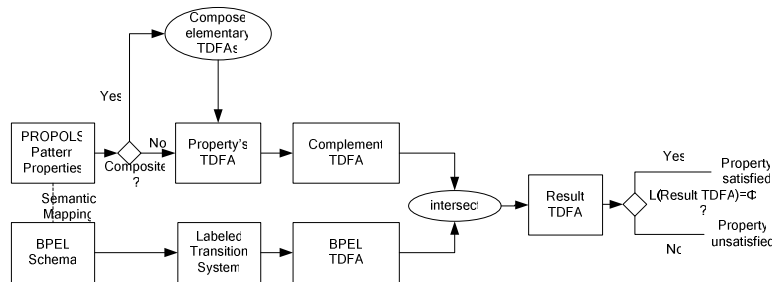 Compose
elementary
TDFAs
Yes
PROPOLS
Pattern
Properties
No
Composite
?
Property's
TDFA
Complement
TDFA
Semantic
Mapping
intersect
Result
TDFA
Yes
Property
satisfied
L(Result TDFA)=Φ
?
Property
unsatisfied
No
BPEL
Schema
Labeled
Transition
System
BPEL
TDFA